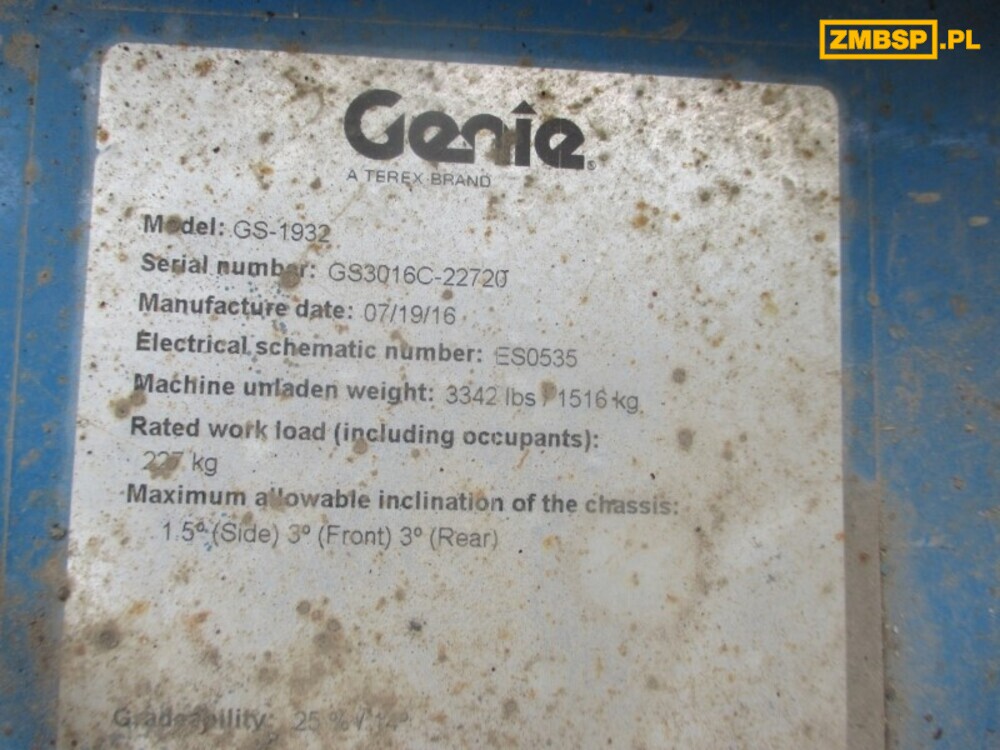 ZMBSP.PL
Genie
A TEREX BRAND
Model: GS-1932
Serial number: GS3016C-22720
Manufacture date: 07/19/16
Electrical schematic number: ES0535
Machine unladen weight: 3342 lbs / 1516 kg
Rated work load (including occupants):
227 kg
Maximum allowable inclination of the chassis:
1.5° (Side) 3° (Front) 3° (Rear)
Gradeability: 25 % / 14°